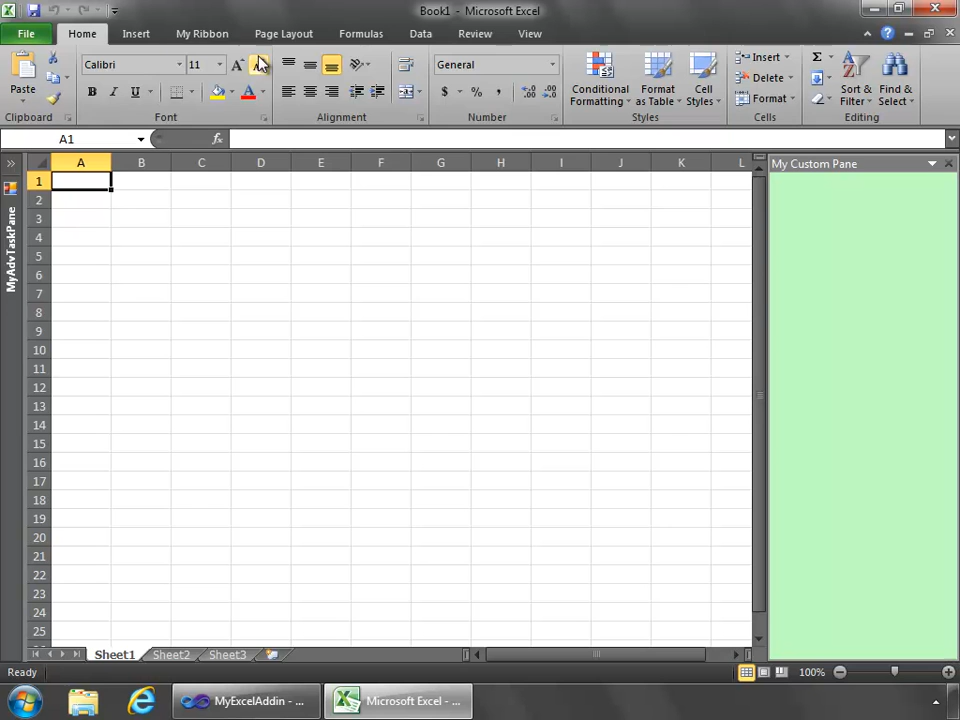 Book1 - Microsoft Excel
File Home Insert My Ribbon Page Layout Formulas Data Review View
Calibri 11 General Insert Σ
Paste B I U A $ % , Conditional Formatting Format as Table Cell Styles Delete Sort & Filter Find & Select
Format
Clipboard Font Alignment Number Styles Cells Editing
A1 fx
A B C D E F G H I J K L My Custom Pane
MyAdvTaskPane
1
2
3
4
5
6
7
8
9
10
11
12
13
14
15
16
17
18
19
20
21
22
23
24
25
Sheet1 Sheet2 Sheet3
Ready 100%
MyExcelAddin - ... Microsoft Excel - ...